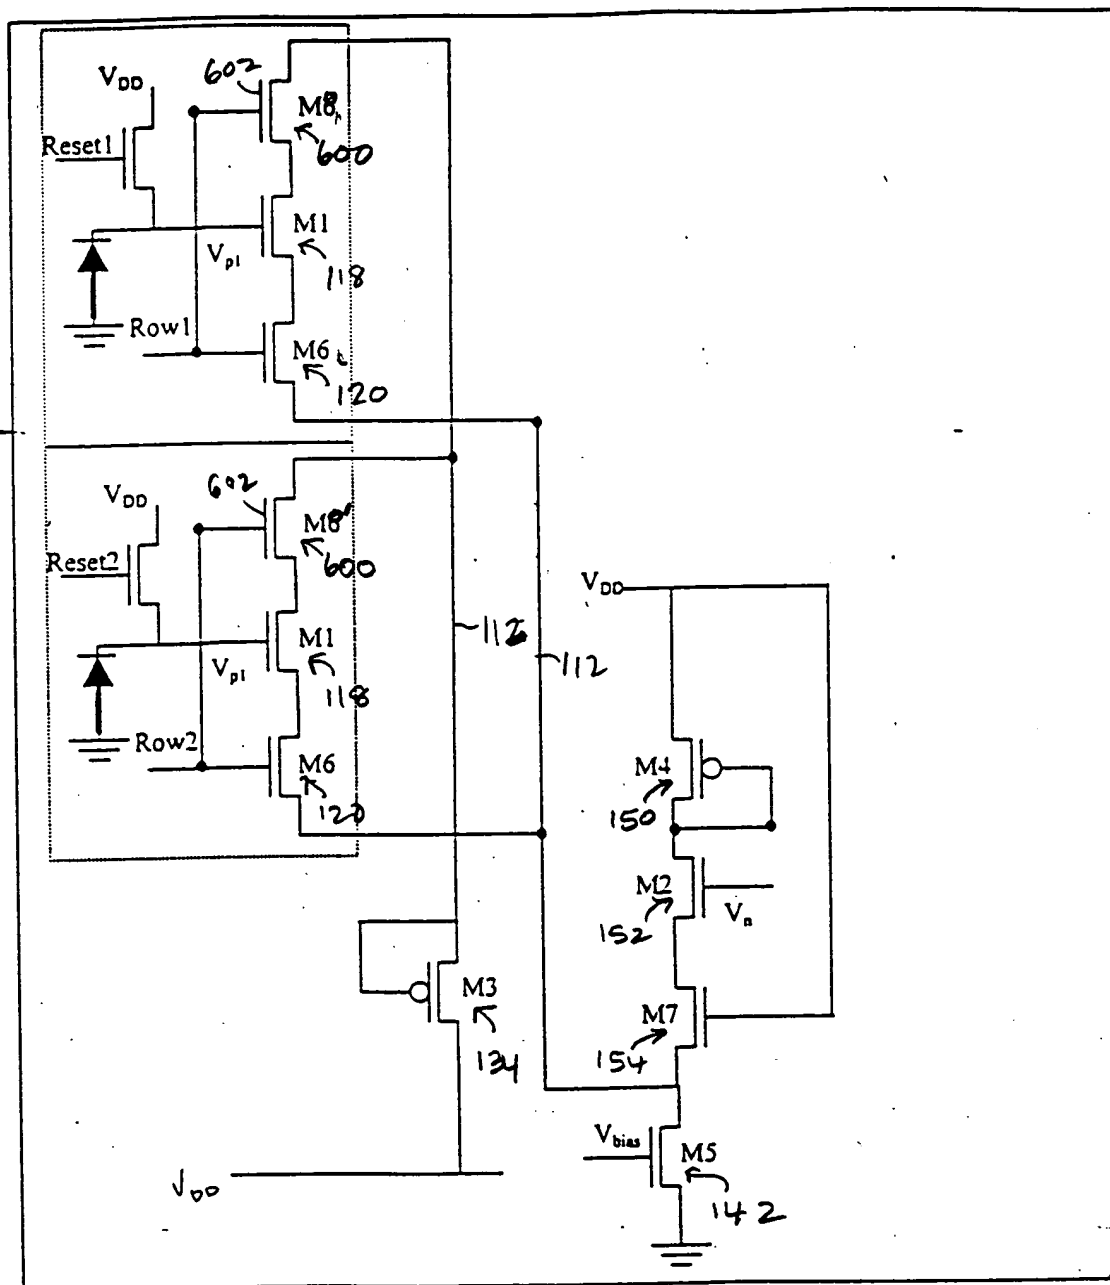 602
V_DD
M8
Reset1
600
M1
V_p1
118
Row1
M6
120
602
V_DD
M8
Reset2
600
V_DD
112
M1
112
V_p1
118
Row2
M6
M4
120
150
M2
V_n
152
M3
M7
134
154
V_bias
M5
V_DD
142